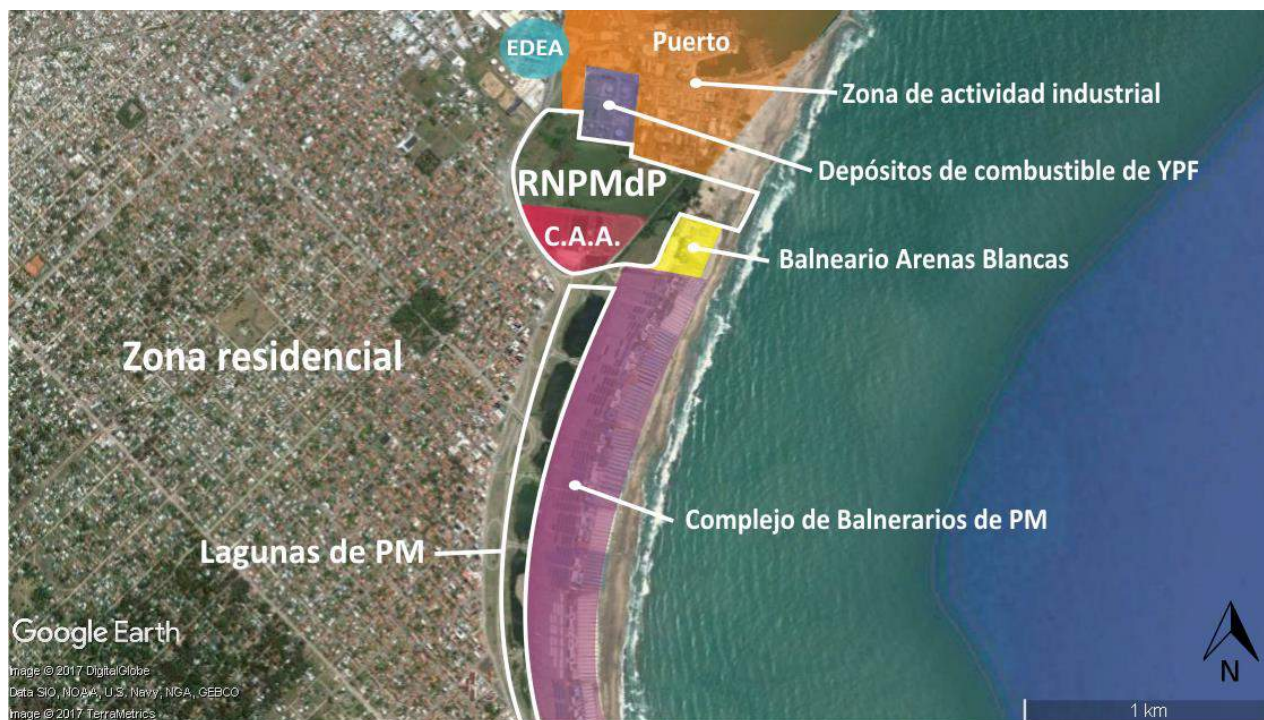 EDEA
Puerto
Zona de actividad industrial
Depósitos de combustible de YPF
RNPMdP
C.A.A.
Balneario Arenas Blancas
Zona residencial
Complejo de Balnerarios de PM
Lagunas de PM
Google Earth
Image © 2017 DigitalGlobe
Data SIO, NOAA, U.S. Navy, NGA, GEBCO
Image © 2017 TerraMetrics
N
1 km